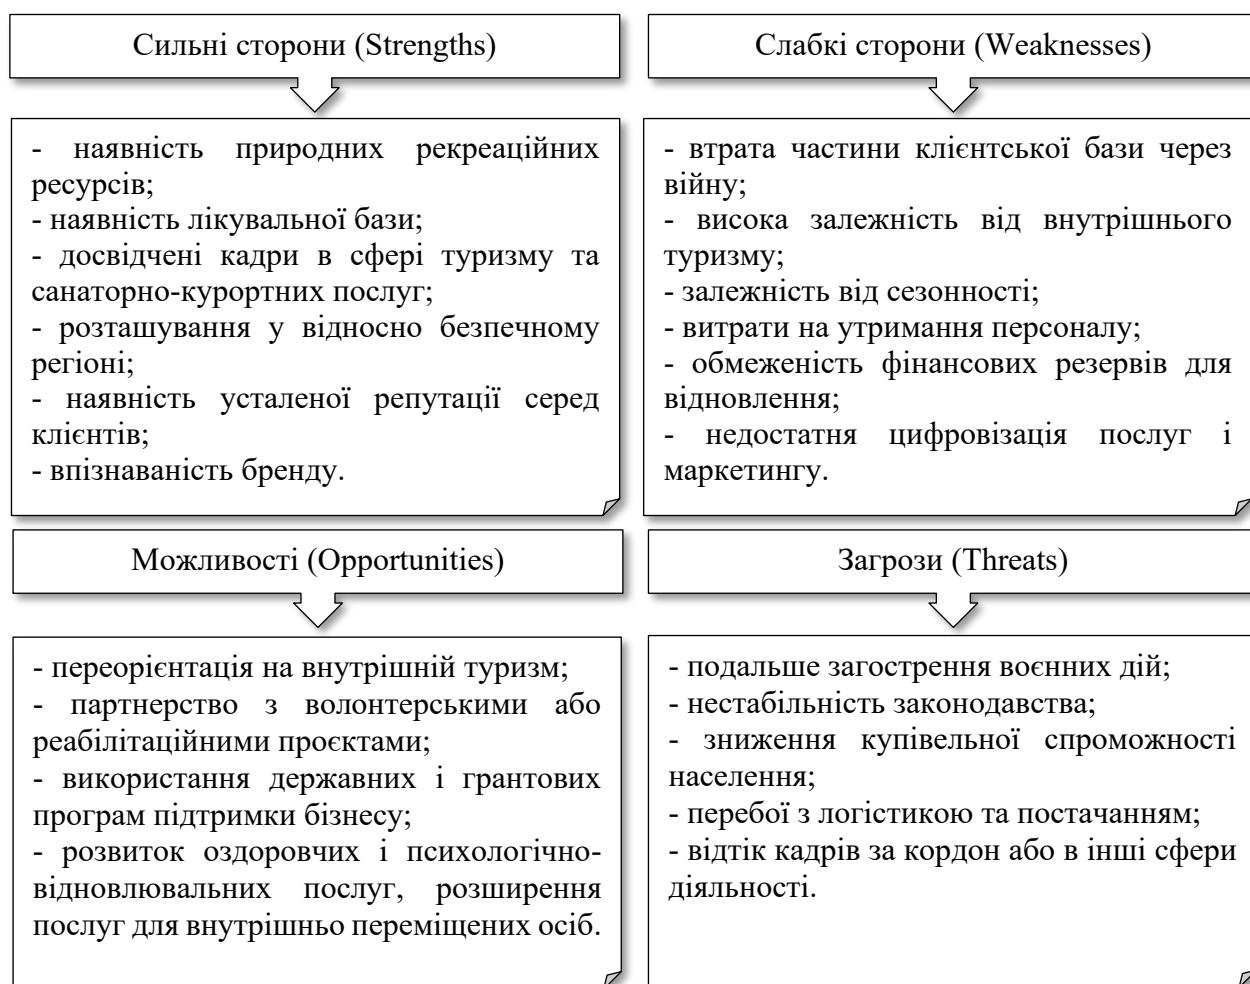 Сильні сторони (Strengths)
- наявність природних рекреаційних
ресурсів;
- наявність лікувальної бази;
- досвідчені кадри в сфері туризму та
санаторно-курортних послуг;
- розташування у відносно безпечному
регіоні;
- наявність усталеної репутації серед
клієнтів;
- впізнаваність бренду.
Слабкі сторони (Weaknesses)
- втрата частини клієнтської бази через
війну;
- висока залежність від внутрішнього
туризму;
- залежність від сезонності;
- витрати на утримання персоналу;
- обмеженість фінансових резервів для
відновлення;
- недостатня цифровізація послуг і
маркетингу.
Можливості (Opportunities)
- переорієнтація на внутрішній туризм;
- партнерство з волонтерськими або
реабілітаційними проєктами;
- використання державних і грантових
програм підтримки бізнесу;
- розвиток оздоровчих і психологічно-
відновлювальних послуг, розширення
послуг для внутрішньо переміщених осіб.
Загрози (Threats)
- подальше загострення воєнних дій;
- нестабільність законодавства;
- зниження купівельної спроможності
населення;
- перебої з логістикою та постачанням;
- відтік кадрів за кордон або в інші сфери
діяльності.